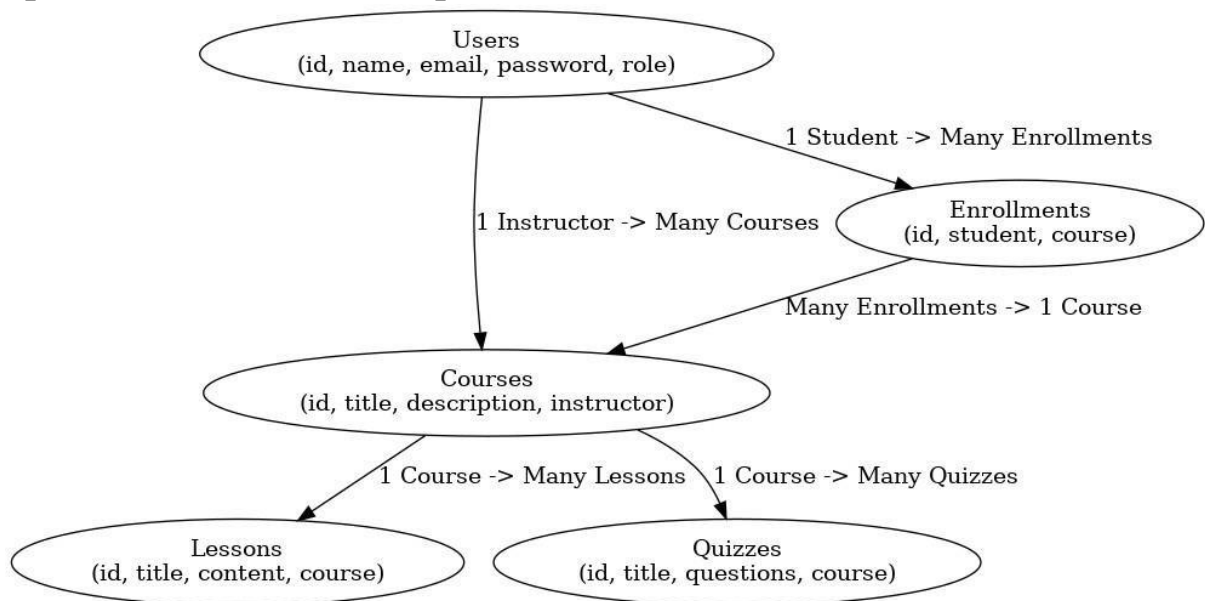 Users
(id, name, email, password, role)
1 Student -> Many Enrollments
Enrollments
(id, student, course)
1 Instructor -> Many Courses
Many Enrollments -> 1 Course
Courses
(id, title, description, instructor)
1 Course -> Many Lessons
1 Course -> Many Quizzes
Lessons
(id, title, content, course)
Quizzes
(id, title, questions, course)